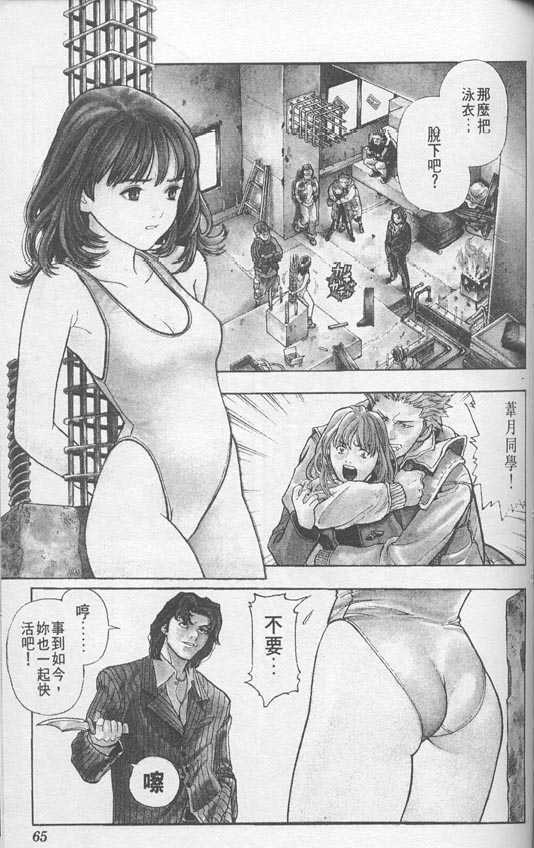 那麼把
泳衣…
脫下吧？
葦月同學！
不要…
哼……
事到如今，
妳也一起快
活吧！
嚓
65